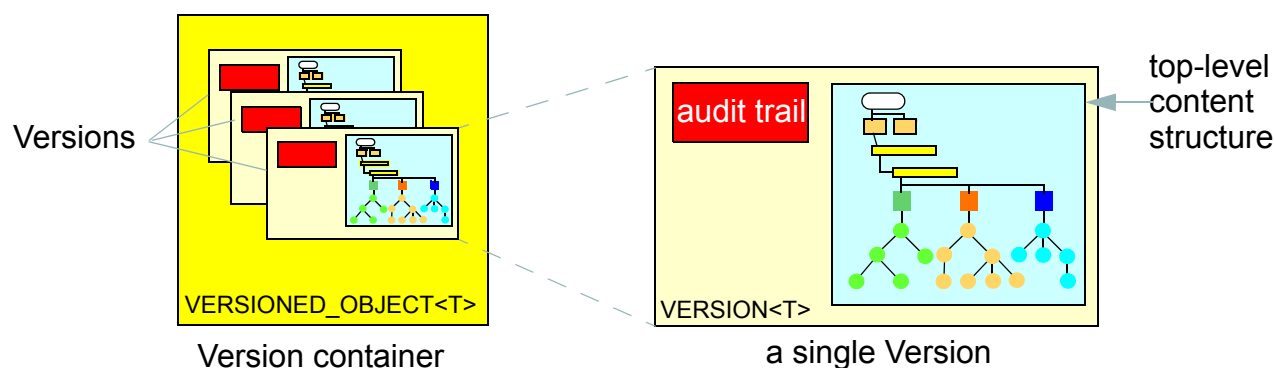 Versions
VERSIONED_OBJECT<T>
Version container
audit trail
VERSION<T>
a single Version
top-level
content
structure